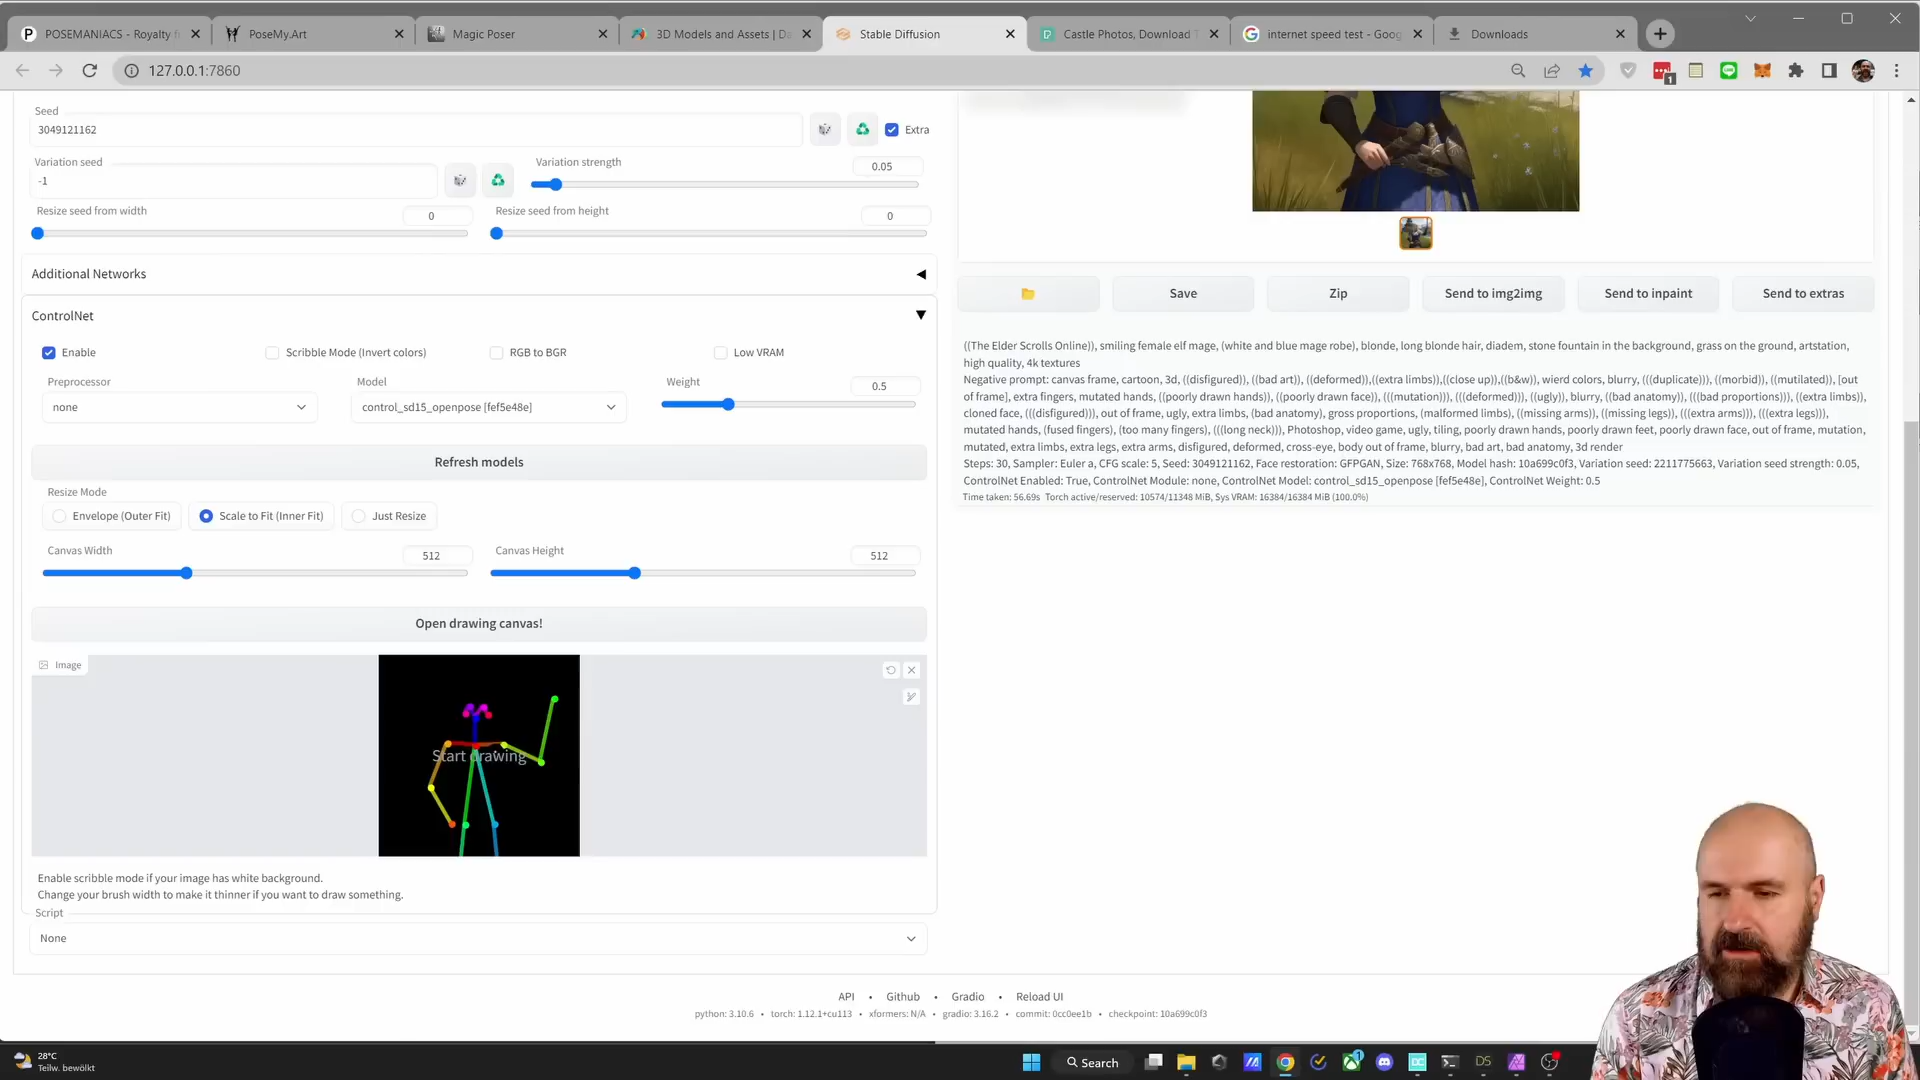 POSEMANIACS - Royalty f
PoseMy.Art
Magic Poser
3D Models and Assets | Da
Stable Diffusion
Castle Photos, Download
internet speed test - Goog
Downloads
127.0.0.1:7860
1
Seed
3049121162
Extra
Variation seed
-1
Variation strength
0.05
Resize seed from width
0
Resize seed from height
0
Additional Networks
ControlNet
Enable
Scribble Mode (Invert colors)
RGB to BGR
Low VRAM
Preprocessor
none
Model
control_sd15_openpose [fef5e48e]
Weight
0.5
Refresh models
Resize Mode
Envelope (Outer Fit)
Scale to Fit (Inner Fit)
Just Resize
Canvas Width
512
Canvas Height
512
Open drawing canvas!
Image
Start drawing
Enable scribble mode if your image has white background.
Change your brush width to make it thinner if you want to draw something.
Script
None
Save
Zip
Send to img2img
Send to inpaint
Send to extras
((The Elder Scrolls Online)), smiling female elf mage, (white and blue mage robe), blonde, long blonde hair, diadem, stone fountain in the background, grass on the ground, artstation,
high quality, 4k textures
Negative prompt: canvas frame, cartoon, 3d, ((disfigured)), ((bad art)), ((deformed)),((extra limbs)),((close up)),((b&w)), wierd colors, blurry, (((duplicate))), ((morbid)), ((mutilated)), [out
of frame], extra fingers, mutated hands, ((poorly drawn hands)), ((poorly drawn face)), (((mutation))), (((deformed))), ((ugly)), blurry, ((bad anatomy)), (((bad proportions))), ((extra limbs)),
cloned face, (((disfigured))), out of frame, ugly, extra limbs, (bad anatomy), gross proportions, (malformed limbs), ((missing arms)), ((missing legs)), (((extra arms))), (((extra legs))),
mutated hands, (fused fingers), (too many fingers), (((long neck))), Photoshop, video game, ugly, tiling, poorly drawn hands, poorly drawn feet, poorly drawn face, out of frame, mutation,
mutated, extra limbs, extra legs, extra arms, disfigured, deformed, cross-eye, body out of frame, blurry, bad art, bad anatomy, 3d render
Steps: 30, Sampler: Euler a, CFG scale: 5, Seed: 3049121162, Face restoration: GFPGAN, Size: 768x768, Model hash: 10a699c0f3, Variation seed: 2211775663, Variation seed strength: 0.05,
ControlNet Enabled: True, ControlNet Module: none, ControlNet Model: control_sd15_openpose [fef5e48e], ControlNet Weight: 0.5
Time taken: 56.69s Torch active/reserved: 10574/11348 MiB, Sys VRAM: 16384/16384 MiB (100.0%)
API • Github • Gradio • Reload UI
python: 3.10.6 • torch: 1.12.1+cu113 • xformers: N/A • gradio: 3.16.2 • commit: 0cc0ee1b • checkpoint: 10a699c0f3
28°C
Teilw. bewölkt
Search
DS